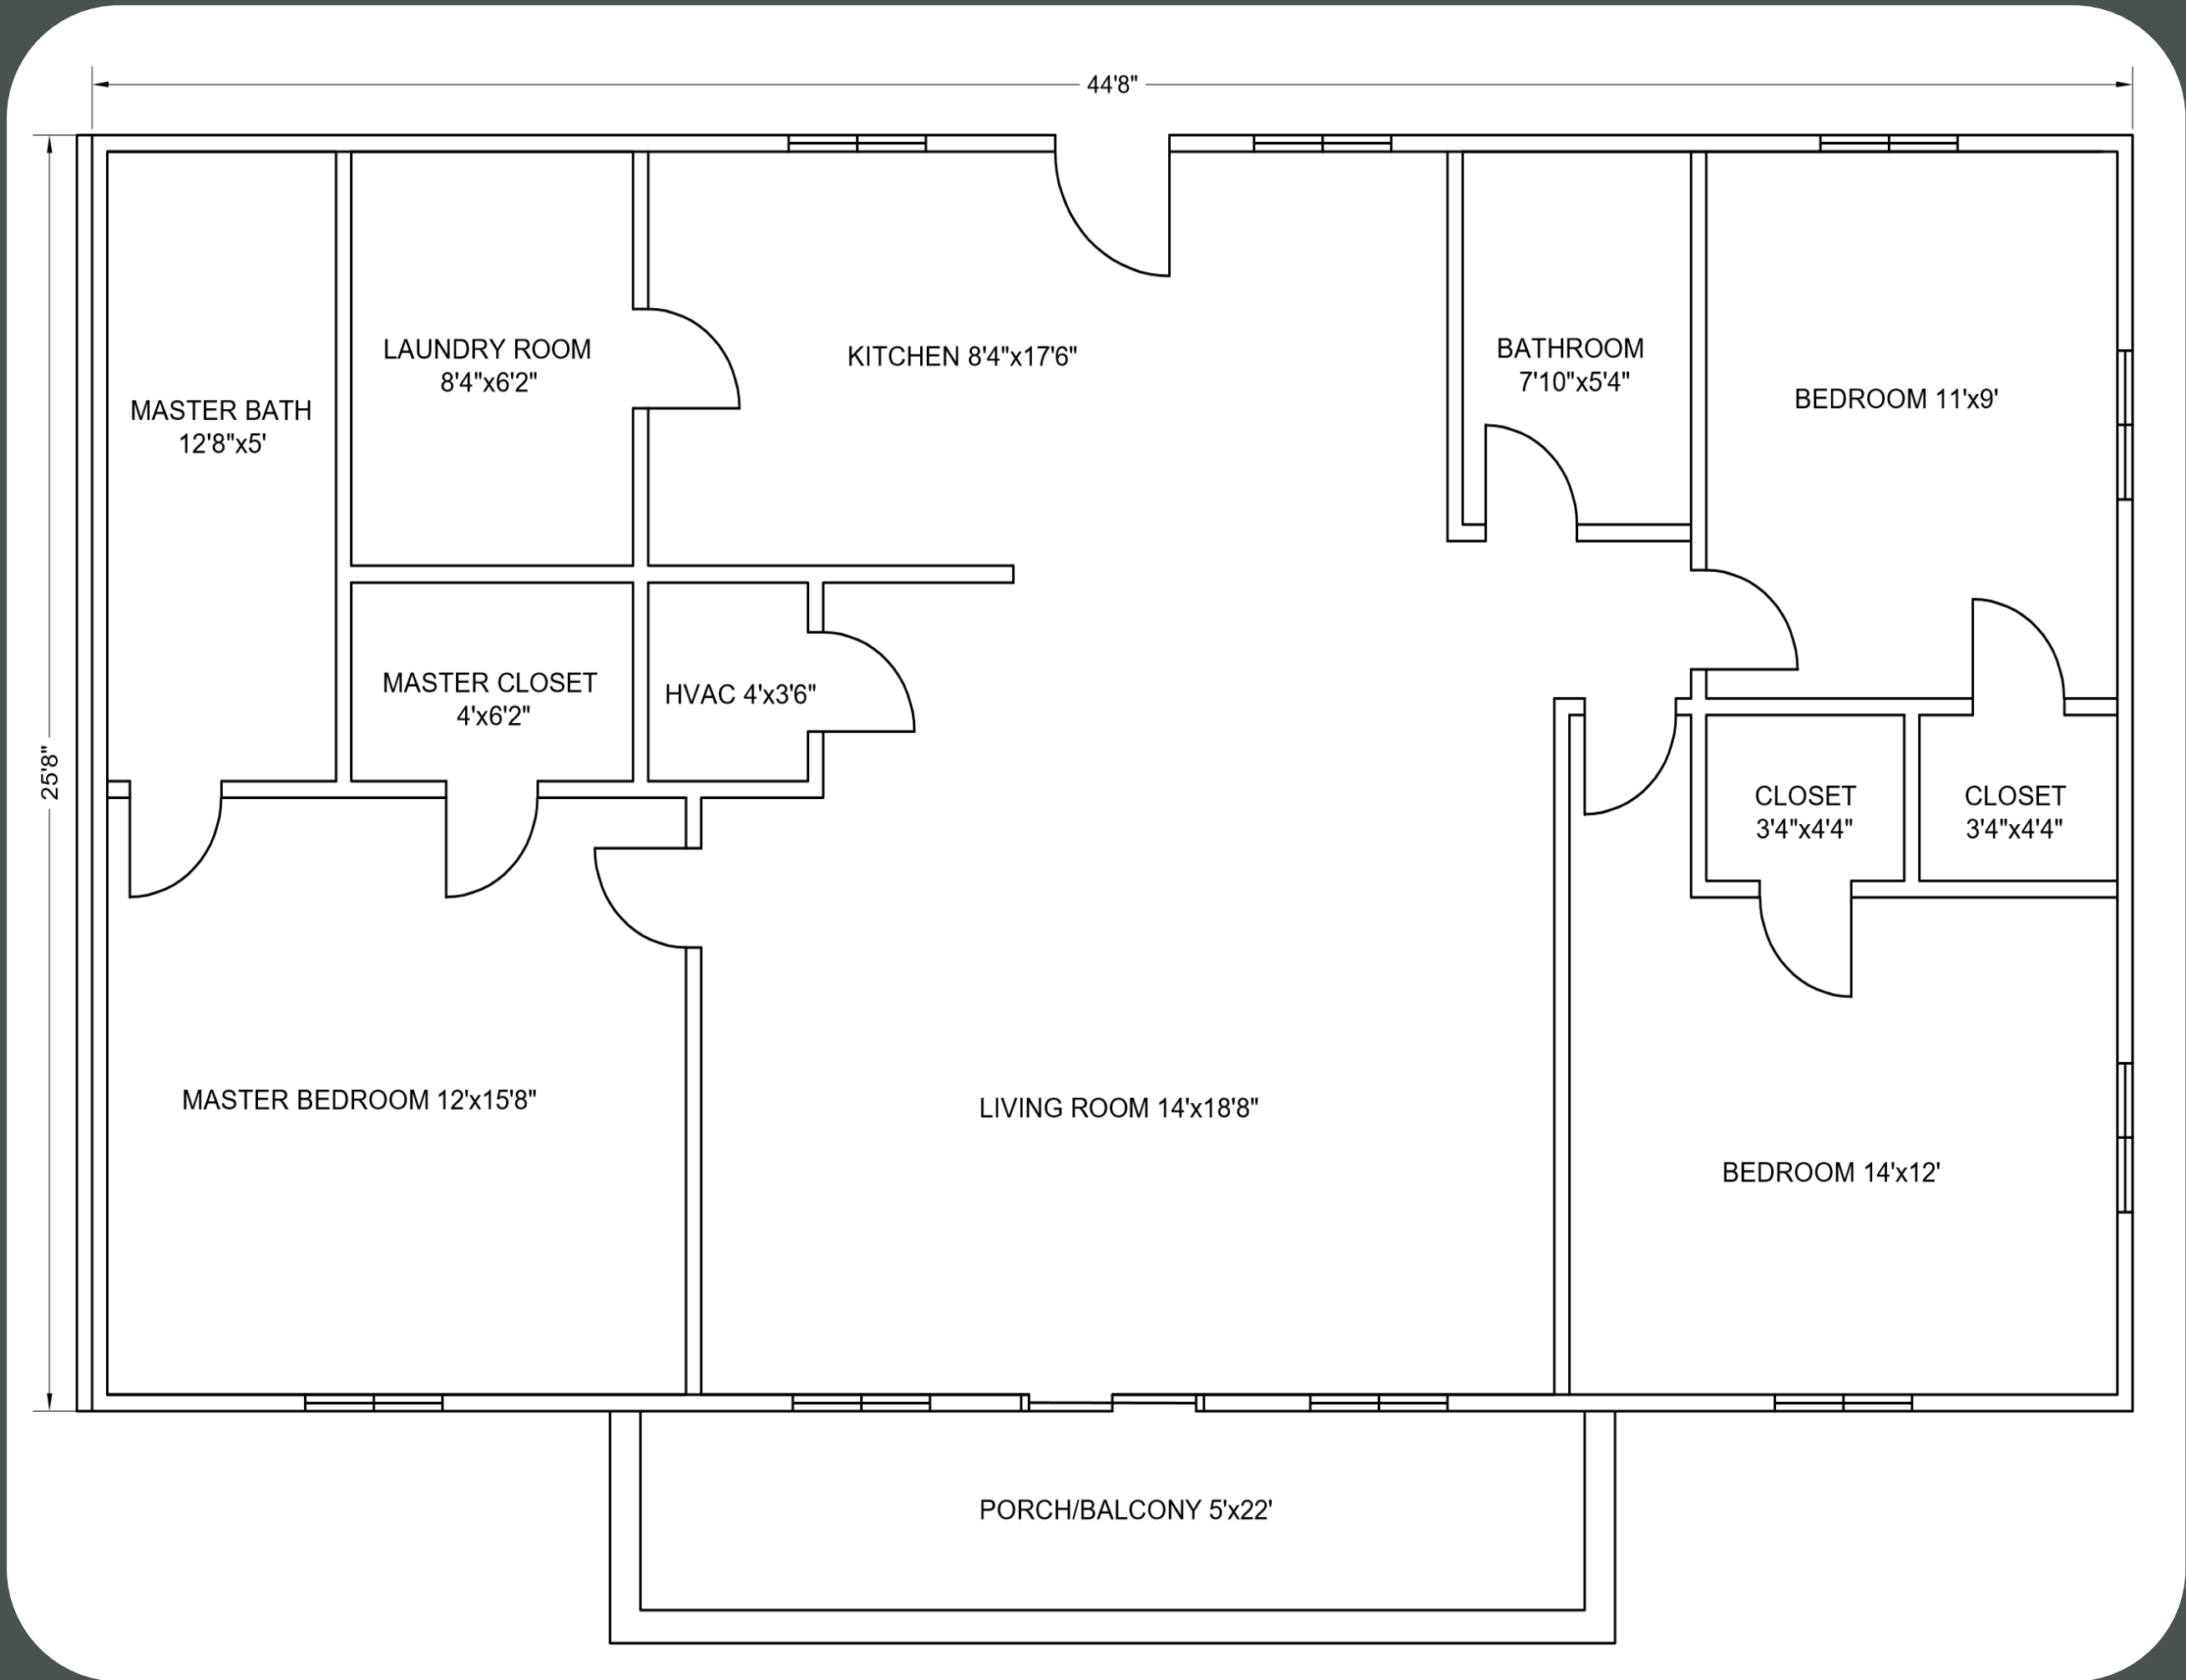 44'8"
25'8"
MASTER BATH
12'8"x5'
LAUNDRY ROOM
8'4"x6'2"
KITCHEN 8'4"x17'6"
BATHROOM
7'10"x5'4"
BEDROOM 11'x9'
MASTER CLOSET
4'x6'2"
HVAC 4'x3'6"
CLOSET
3'4"x4'4"
CLOSET
3'4"x4'4"
MASTER BEDROOM 12'x15'8"
LIVING ROOM 14'x18'8"
BEDROOM 14'x12'
PORCH/BALCONY 5'x22'